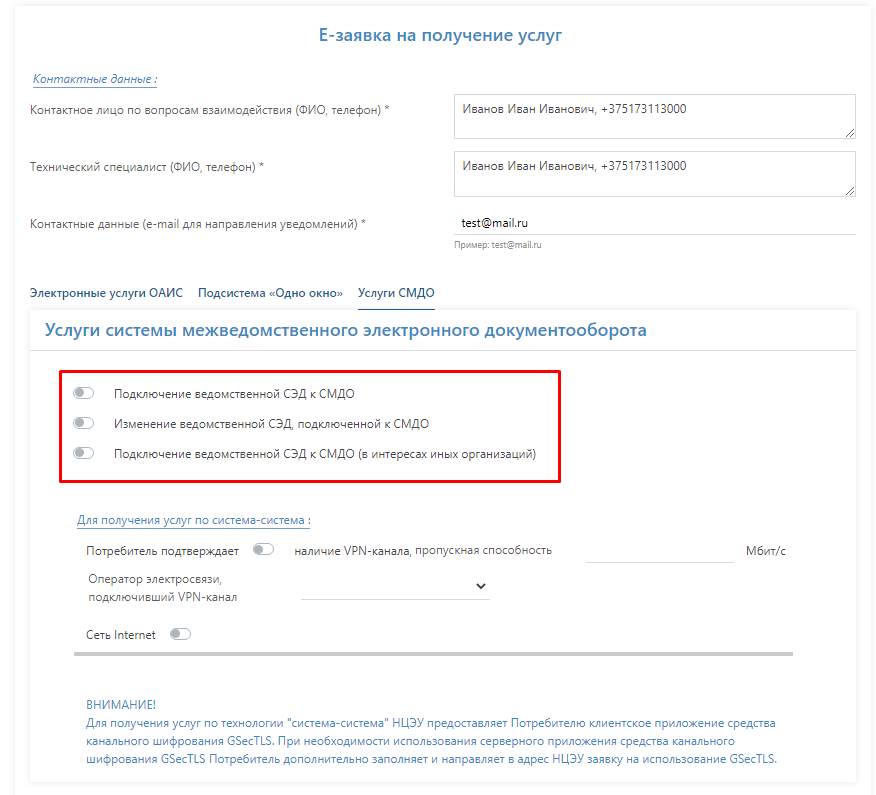 Е-заявка на получение услуг
Контактные данные :
Контактное лицо по вопросам взаимодействия (ФИО, телефон) *
Иванов Иван Иванович, +375173113000
Технический специалист (ФИО, телефон) *
Иванов Иван Иванович, +375173113000
Контактные данные (e-mail для направления уведомлений) *
test@mail.ru
Пример: test@mail.ru
Электронные услуги ОАИС Подсистема «Одно окно» Услуги СМДО
Услуги системы межведомственного электронного документооборота
Подключение ведомственной СЭД к СМДО
Изменение ведомственной СЭД, подключенной к СМДО
Подключение ведомственной СЭД к СМДО (в интересах иных организаций)
Для получения услуг по система-система :
Потребитель подтверждает наличие VPN-канала, пропускная способность Мбит/с
Оператор электросвязи,
подключивший VPN-канал
Сеть Internet
ВНИМАНИЕ!
Для получения услуг по технологии "система-система" НЦЭУ предоставляет Потребителю клиентское приложение средства
канального шифрования GSecTLS. При необходимости использования серверного приложения средства канального
шифрования GSecTLS Потребитель дополнительно заполняет и направляет в адрес НЦЭУ заявку на использование GSecTLS.